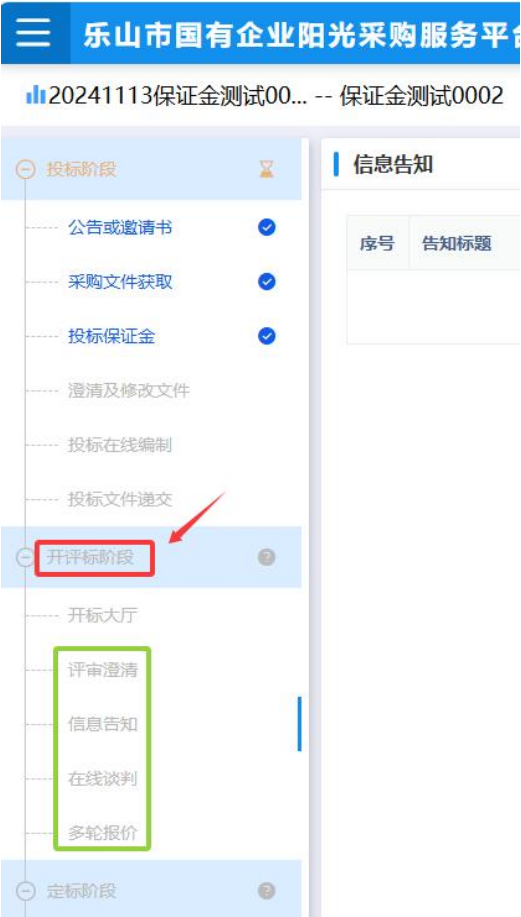 乐山市国有企业阳光采购服务平
20241113保证金测试00... -- 保证金测试0002
投标阶段
公告或邀请书
采购文件获取
投标保证金
澄清及修改文件
投标在线编制
投标文件递交
开评标阶段
开标大厅
评审澄清
信息告知
在线谈判
多轮报价
定标阶段
信息告知
序号 告知标题